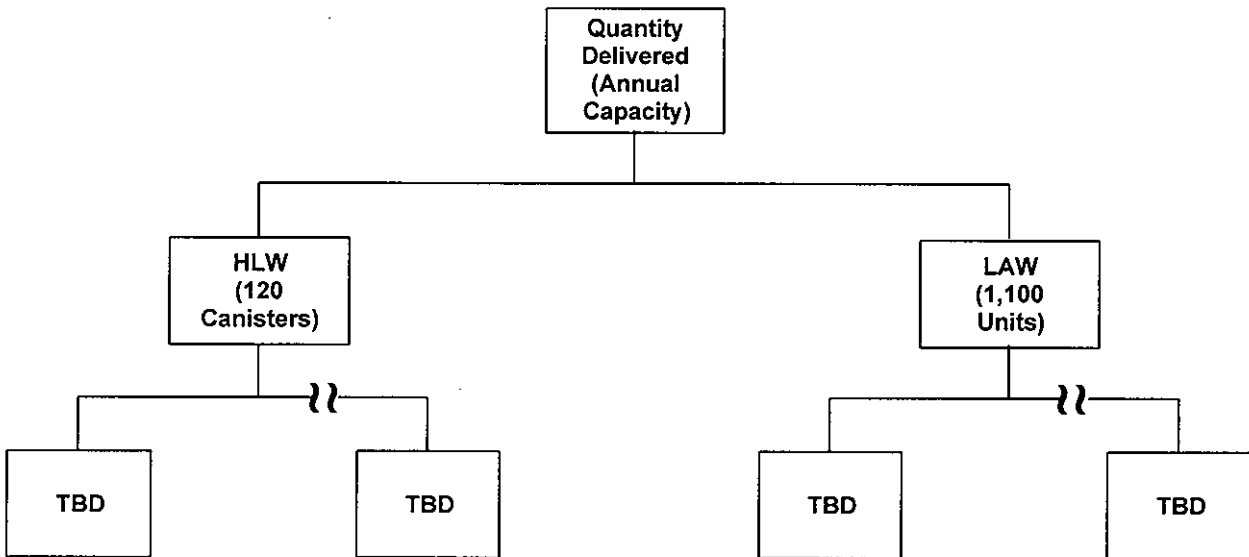 Quantity
Delivered
(Annual
Capacity)
HLW
(120
Canisters)
LAW
(1,100
Units)
TBD
TBD
TBD
TBD